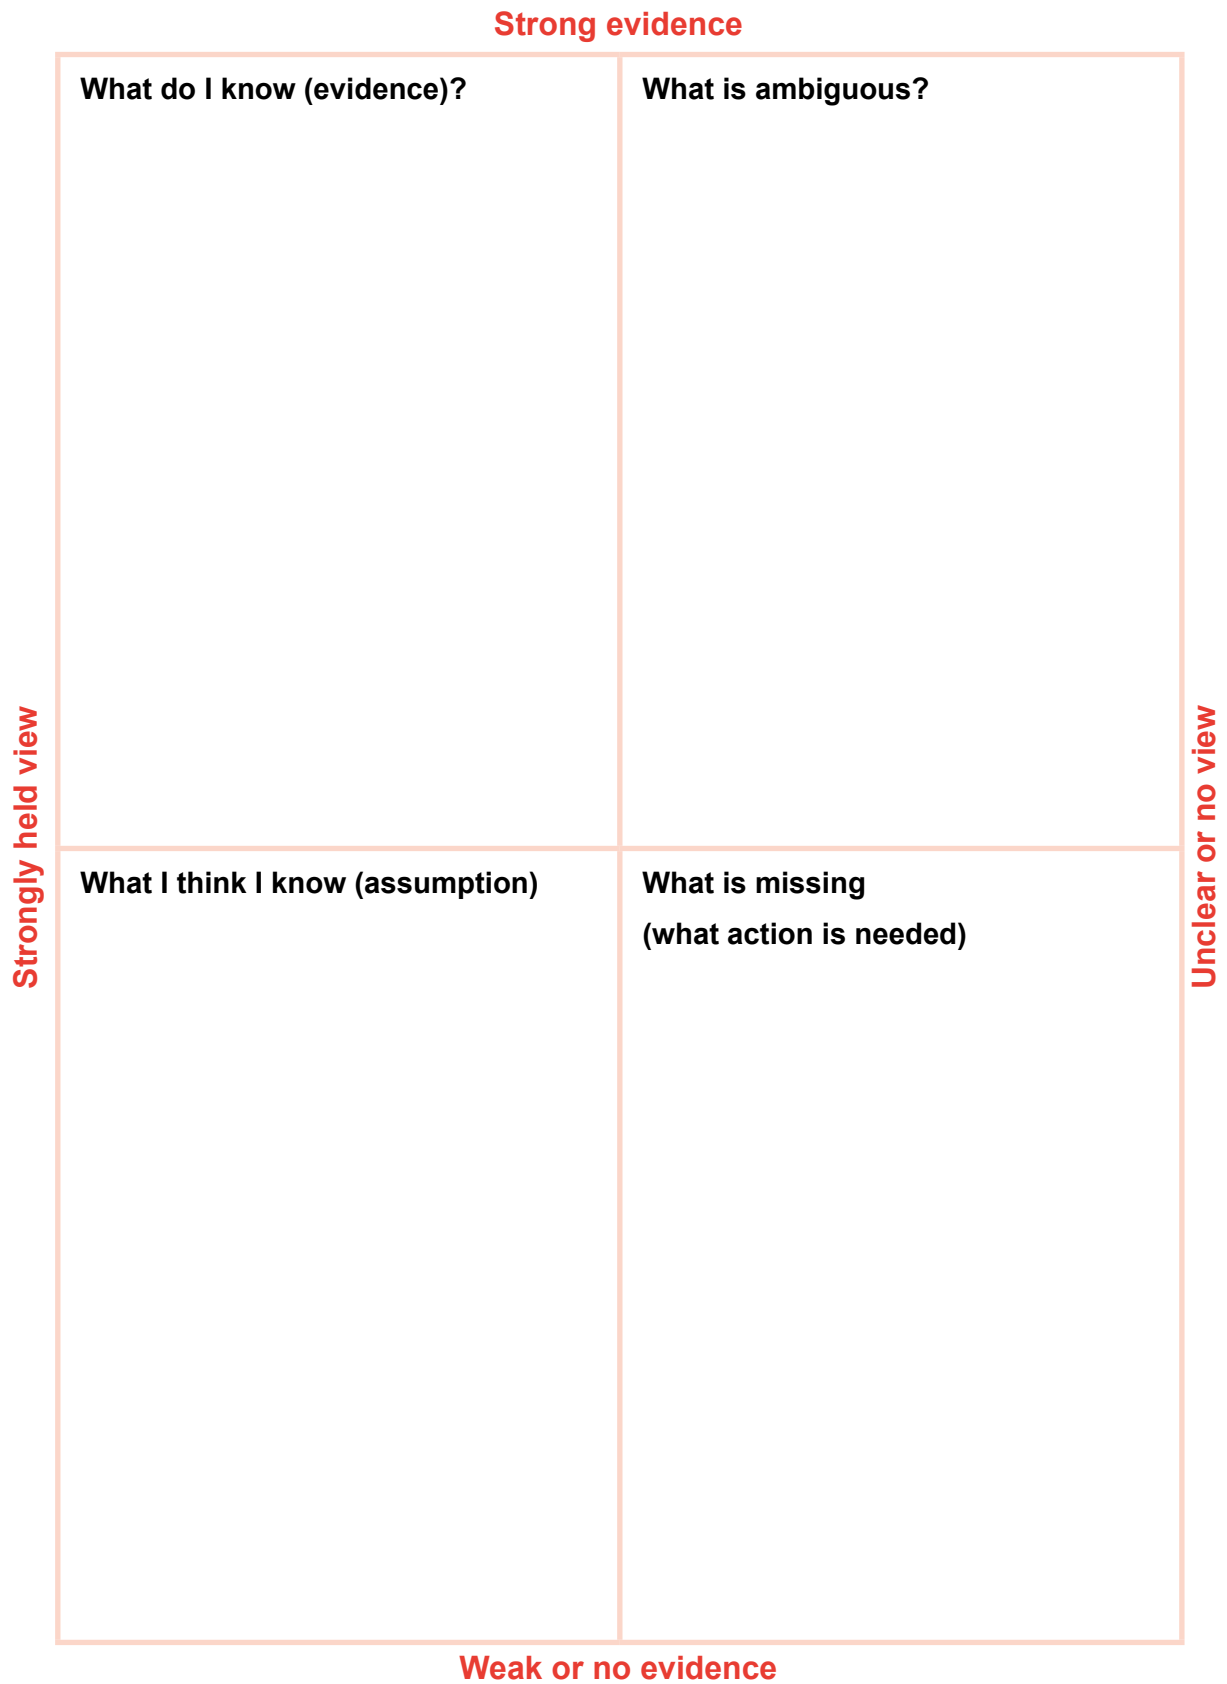 Strong evidence
What do I know (evidence)?
What is ambiguous?
Strongly held view
Unclear or no view
What I think I know (assumption)
What is missing
(what action is needed)
Weak or no evidence